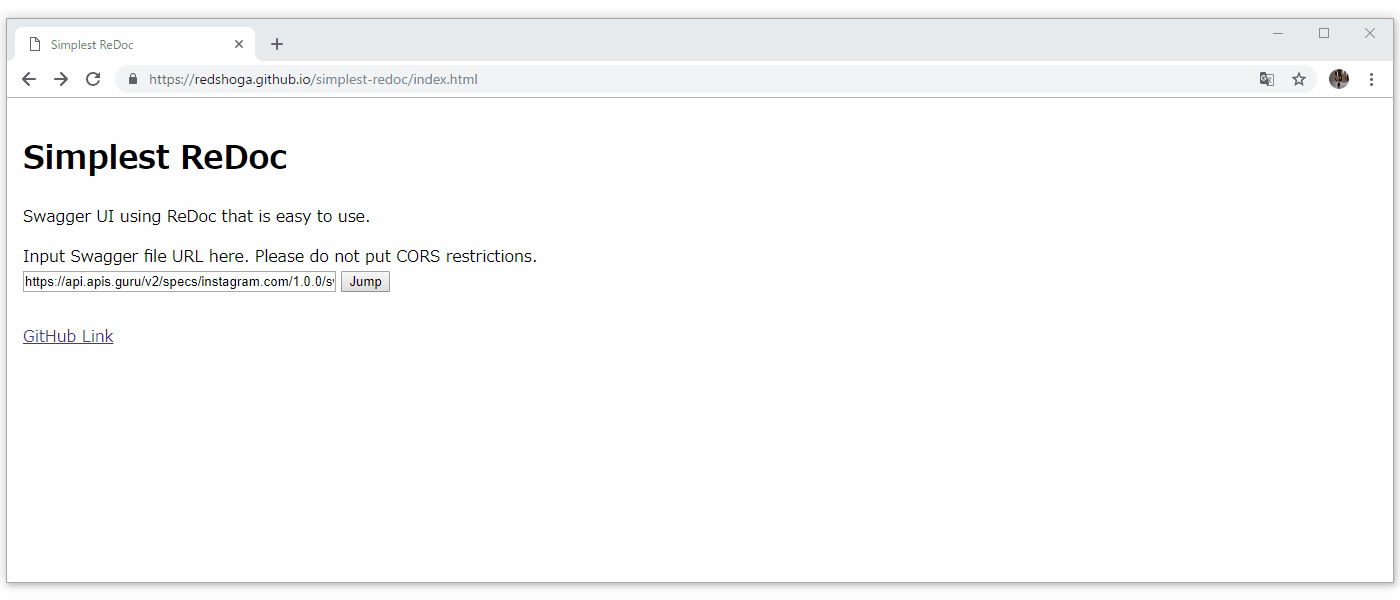 Simplest ReDoc
https://redshoga.github.io/simplest-redoc/index.html
Simplest ReDoc
Swagger UI using ReDoc that is easy to use.
Input Swagger file URL here. Please do not put CORS restrictions.
https://api.apis.guru/v2/specs/instagram.com/1.0.0/s Jump
GitHub Link